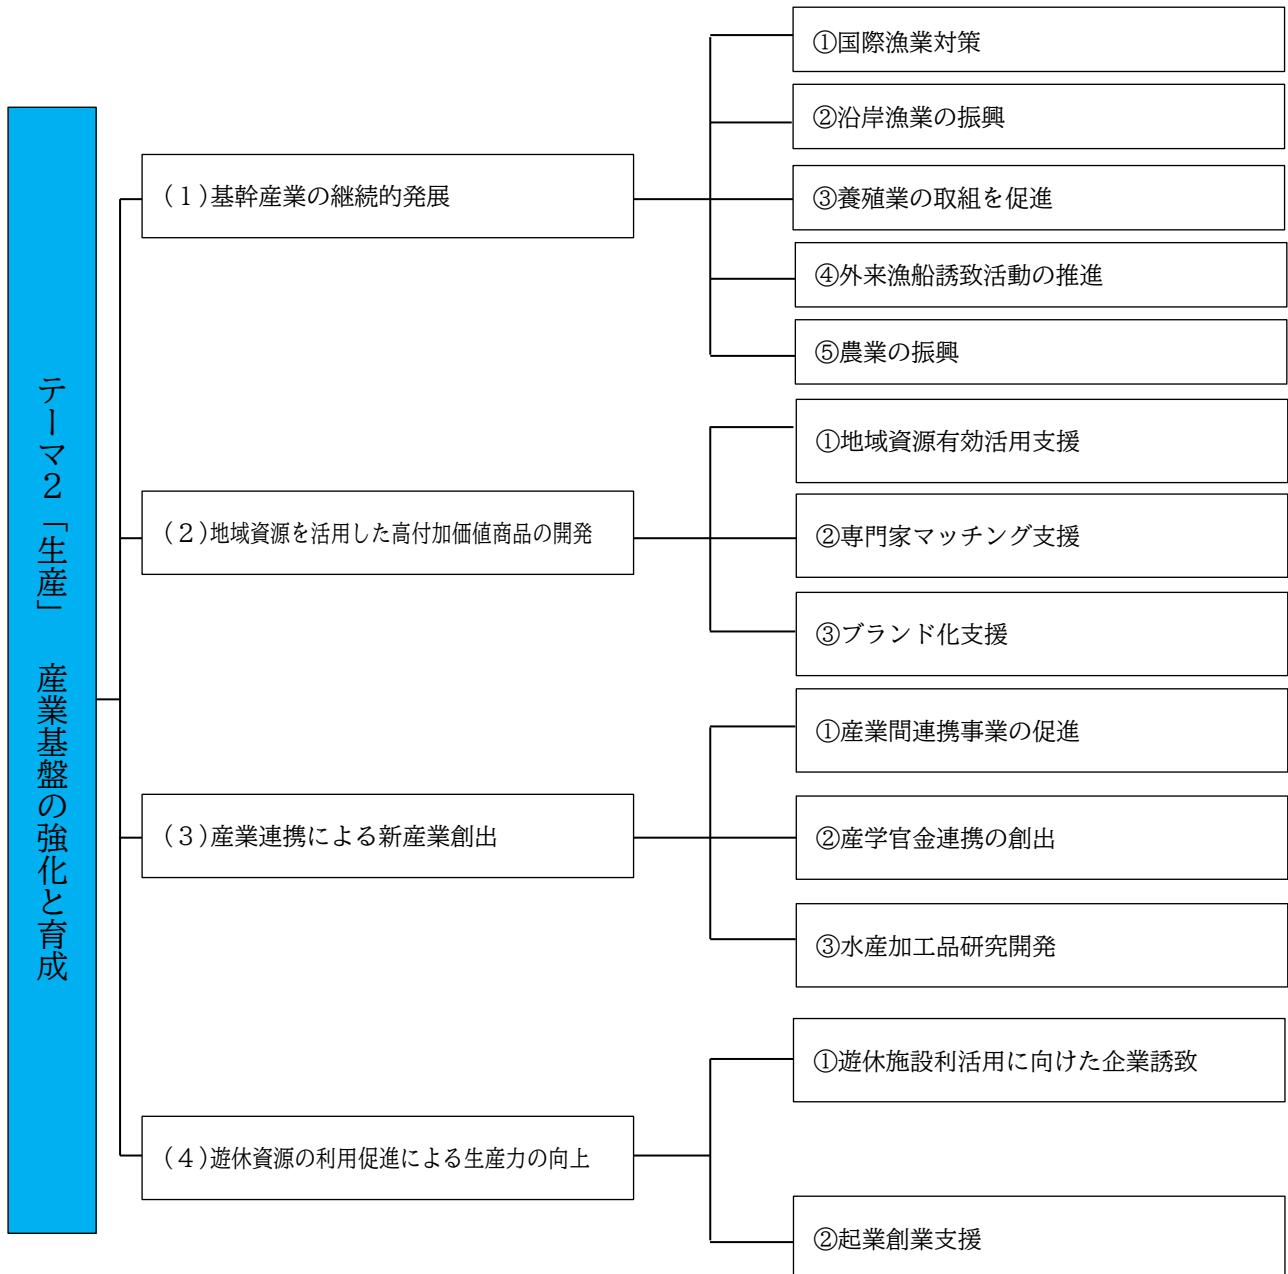 テーマ２「生産」　産業基盤の強化と育成
（１）基幹産業の継続的発展
①国際漁業対策
②沿岸漁業の振興
③養殖業の取組を促進
④外来漁船誘致活動の推進
⑤農業の振興
（２）地域資源を活用した高付加価値商品の開発
①地域資源有効活用支援
②専門家マッチング支援
③ブランド化支援
（３）産業連携による新産業創出
①産業間連携事業の促進
②産学官金連携の創出
③水産加工品研究開発
（４）遊休資源の利用促進による生産力の向上
①遊休施設利活用に向けた企業誘致
②起業創業支援